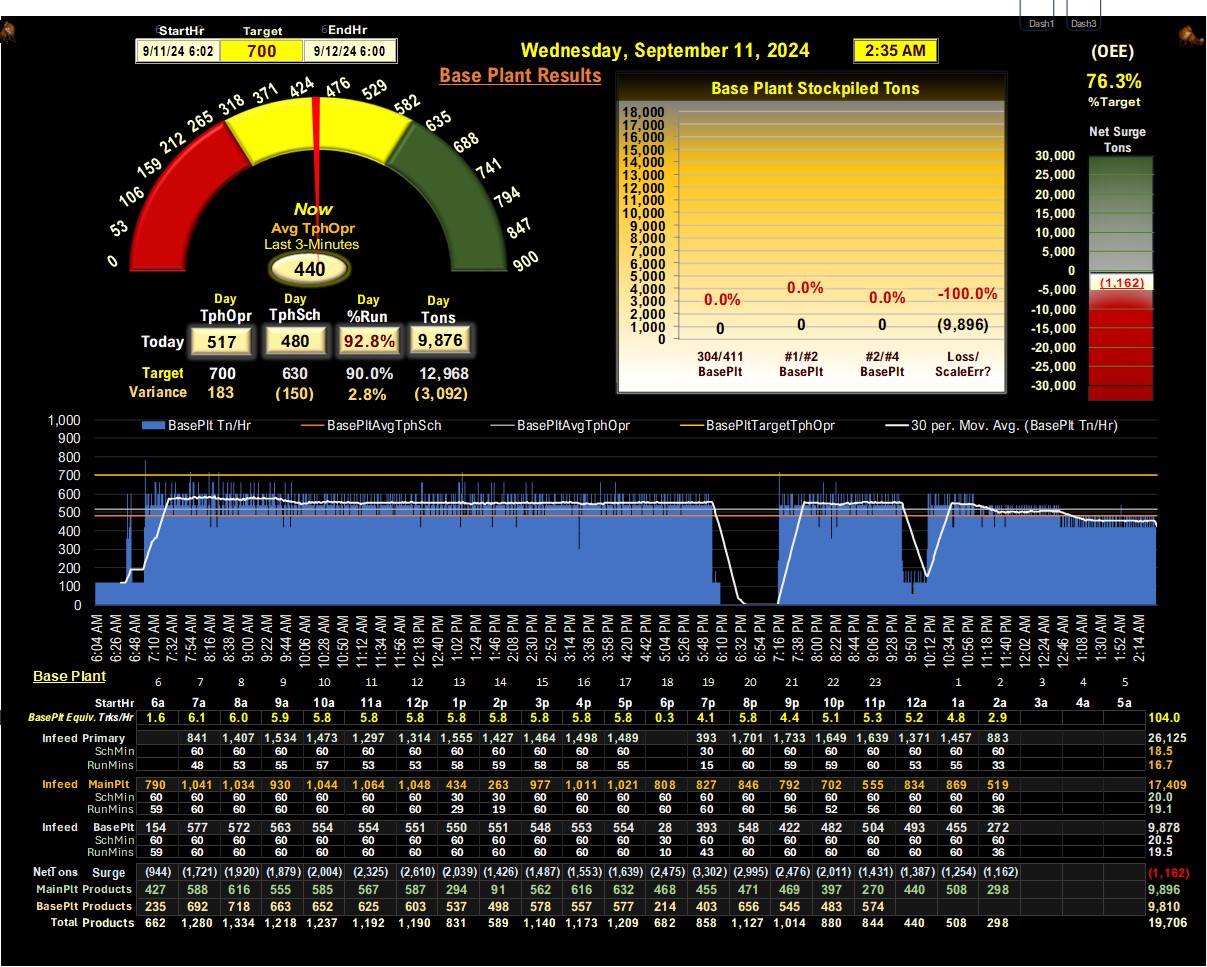 Dash1 Dash3
StartHr Target EndHr
9/11/24 6:02 700 9/12/24 6:00
Wednesday, September 11, 2024 2:35 AM
Base Plant Results
(OEE)
76.3%
%Target
0 53 106 159 212 265 318 371 424 476 529 582 635 688 741 794 847 900
Now
Avg TphOpr
Last 3-Minutes
440
Day Day Day Day
TphOpr TphSch %Run Tons
Today 517 480 92.8% 9,876
Target 700 630 90.0% 12,968
Variance 183 (150) 2.8% (3,092)
Base Plant Stockpiled Tons
18,000
17,000
16,000
15,000
14,000
13,000
12,000
11,000
10,000
9,000
8,000
7,000
6,000
5,000
4,000
3,000
2,000
1,000
0
0.0% 0.0% 0.0% -100.0%
0 0 0 (9,896)
304/411 #1/#2 #2/#4 Loss/
BasePlt BasePlt BasePlt ScaleErr?
Net Surge
Tons
30,000
25,000
20,000
15,000
10,000
5,000
0
(1,162)
-5,000
-10,000
-15,000
-20,000
-25,000
-30,000
BasePlt Tn/Hr BasePltAvgTphSch BasePltAvgTphOpr BasePltTargetTphOpr 30 per. Mov. Avg. (BasePlt Tn/Hr)
1,000
900
800
700
600
500
400
300
200
100
0
6:04 AM 6:26 AM 6:48 AM 7:10 AM 7:32 AM 7:54 AM 8:16 AM 8:38 AM 9:00 AM 9:22 AM 9:44 AM 10:06 AM 10:28 AM 10:50 AM 11:12 AM 11:34 AM 11:56 AM 12:18 PM 12:40 PM 1:02 PM 1:24 PM 1:46 PM 2:08 PM 2:30 PM 2:52 PM 3:14 PM 3:36 PM 3:58 PM 4:20 PM 4:42 PM 5:04 PM 5:26 PM 5:48 PM 6:10 PM 6:32 PM 6:54 PM 7:16 PM 7:38 PM 8:00 PM 8:22 PM 8:44 PM 9:06 PM 9:28 PM 9:50 PM 10:12 PM 10:34 PM 10:56 PM 11:18 PM 11:40 PM 12:02 AM 12:24 AM 12:46 AM 1:08 AM 1:30 AM 1:52 AM 2:14 AM
Base Plant 6 7 8 9 10 11 12 13 14 15 16 17 18 19 20 21 22 23 1 2 3 4 5
StartHr 6a 7a 8a 9a 10a 11a 12p 1p 2p 3p 4p 5p 6p 7p 8p 9p 10p 11p 12a 1a 2a 3a 4a 5a
BasePlt Equiv. Trks/Hr 1.6 6.1 6.0 5.9 5.8 5.8 5.8 5.8 5.8 5.8 5.8 5.8 0.3 4.1 5.8 4.4 5.1 5.3 5.2 4.8 2.9 104.0
Infeed Primary 841 1,407 1,534 1,473 1,297 1,314 1,555 1,427 1,464 1,498 1,489 393 1,701 1,733 1,649 1,639 1,371 1,457 883 26,125
SchMin 60 60 60 60 60 60 60 60 60 60 60 30 60 60 60 60 60 60 60 18.5
RunMins 48 53 55 57 53 53 58 59 58 58 55 15 60 59 59 60 53 55 33 16.7
Infeed MainPlt 790 1,041 1,034 930 1,044 1,064 1,048 434 263 977 1,011 1,021 808 827 846 792 702 555 834 869 519 17,409
SchMin 60 60 60 60 60 60 60 30 30 60 60 60 60 60 60 60 60 60 60 60 60 20.0
RunMins 59 60 60 60 60 60 60 29 19 60 60 60 60 60 60 56 52 56 60 60 36 19.1
Infeed BasePlt 154 577 572 563 554 554 551 550 551 548 553 554 28 393 548 422 482 504 493 455 272 9,878
SchMin 60 60 60 60 60 60 60 60 60 60 60 60 30 60 60 60 60 60 60 60 60 20.5
RunMins 59 60 60 60 60 60 60 60 60 60 60 60 10 43 60 60 60 60 60 60 36 19.5
NetTons Surge (944) (1,721) (1,920) (1,879) (2,004) (2,325) (2,610) (2,039) (1,426) (1,487) (1,553) (1,639) (2,475) (3,302) (2,995) (2,476) (2,011) (1,431) (1,387) (1,254) (1,162) (1,162)
MainPlt Products 427 588 616 555 585 567 587 294 91 562 616 632 468 455 471 469 397 270 440 508 298 9,896
BasePlt Products 235 692 718 663 652 625 603 537 498 578 557 577 214 403 656 545 483 574 9,810
Total Products 662 1,280 1,334 1,218 1,237 1,192 1,190 831 589 1,140 1,173 1,209 682 858 1,127 1,014 880 844 440 508 298 19,706